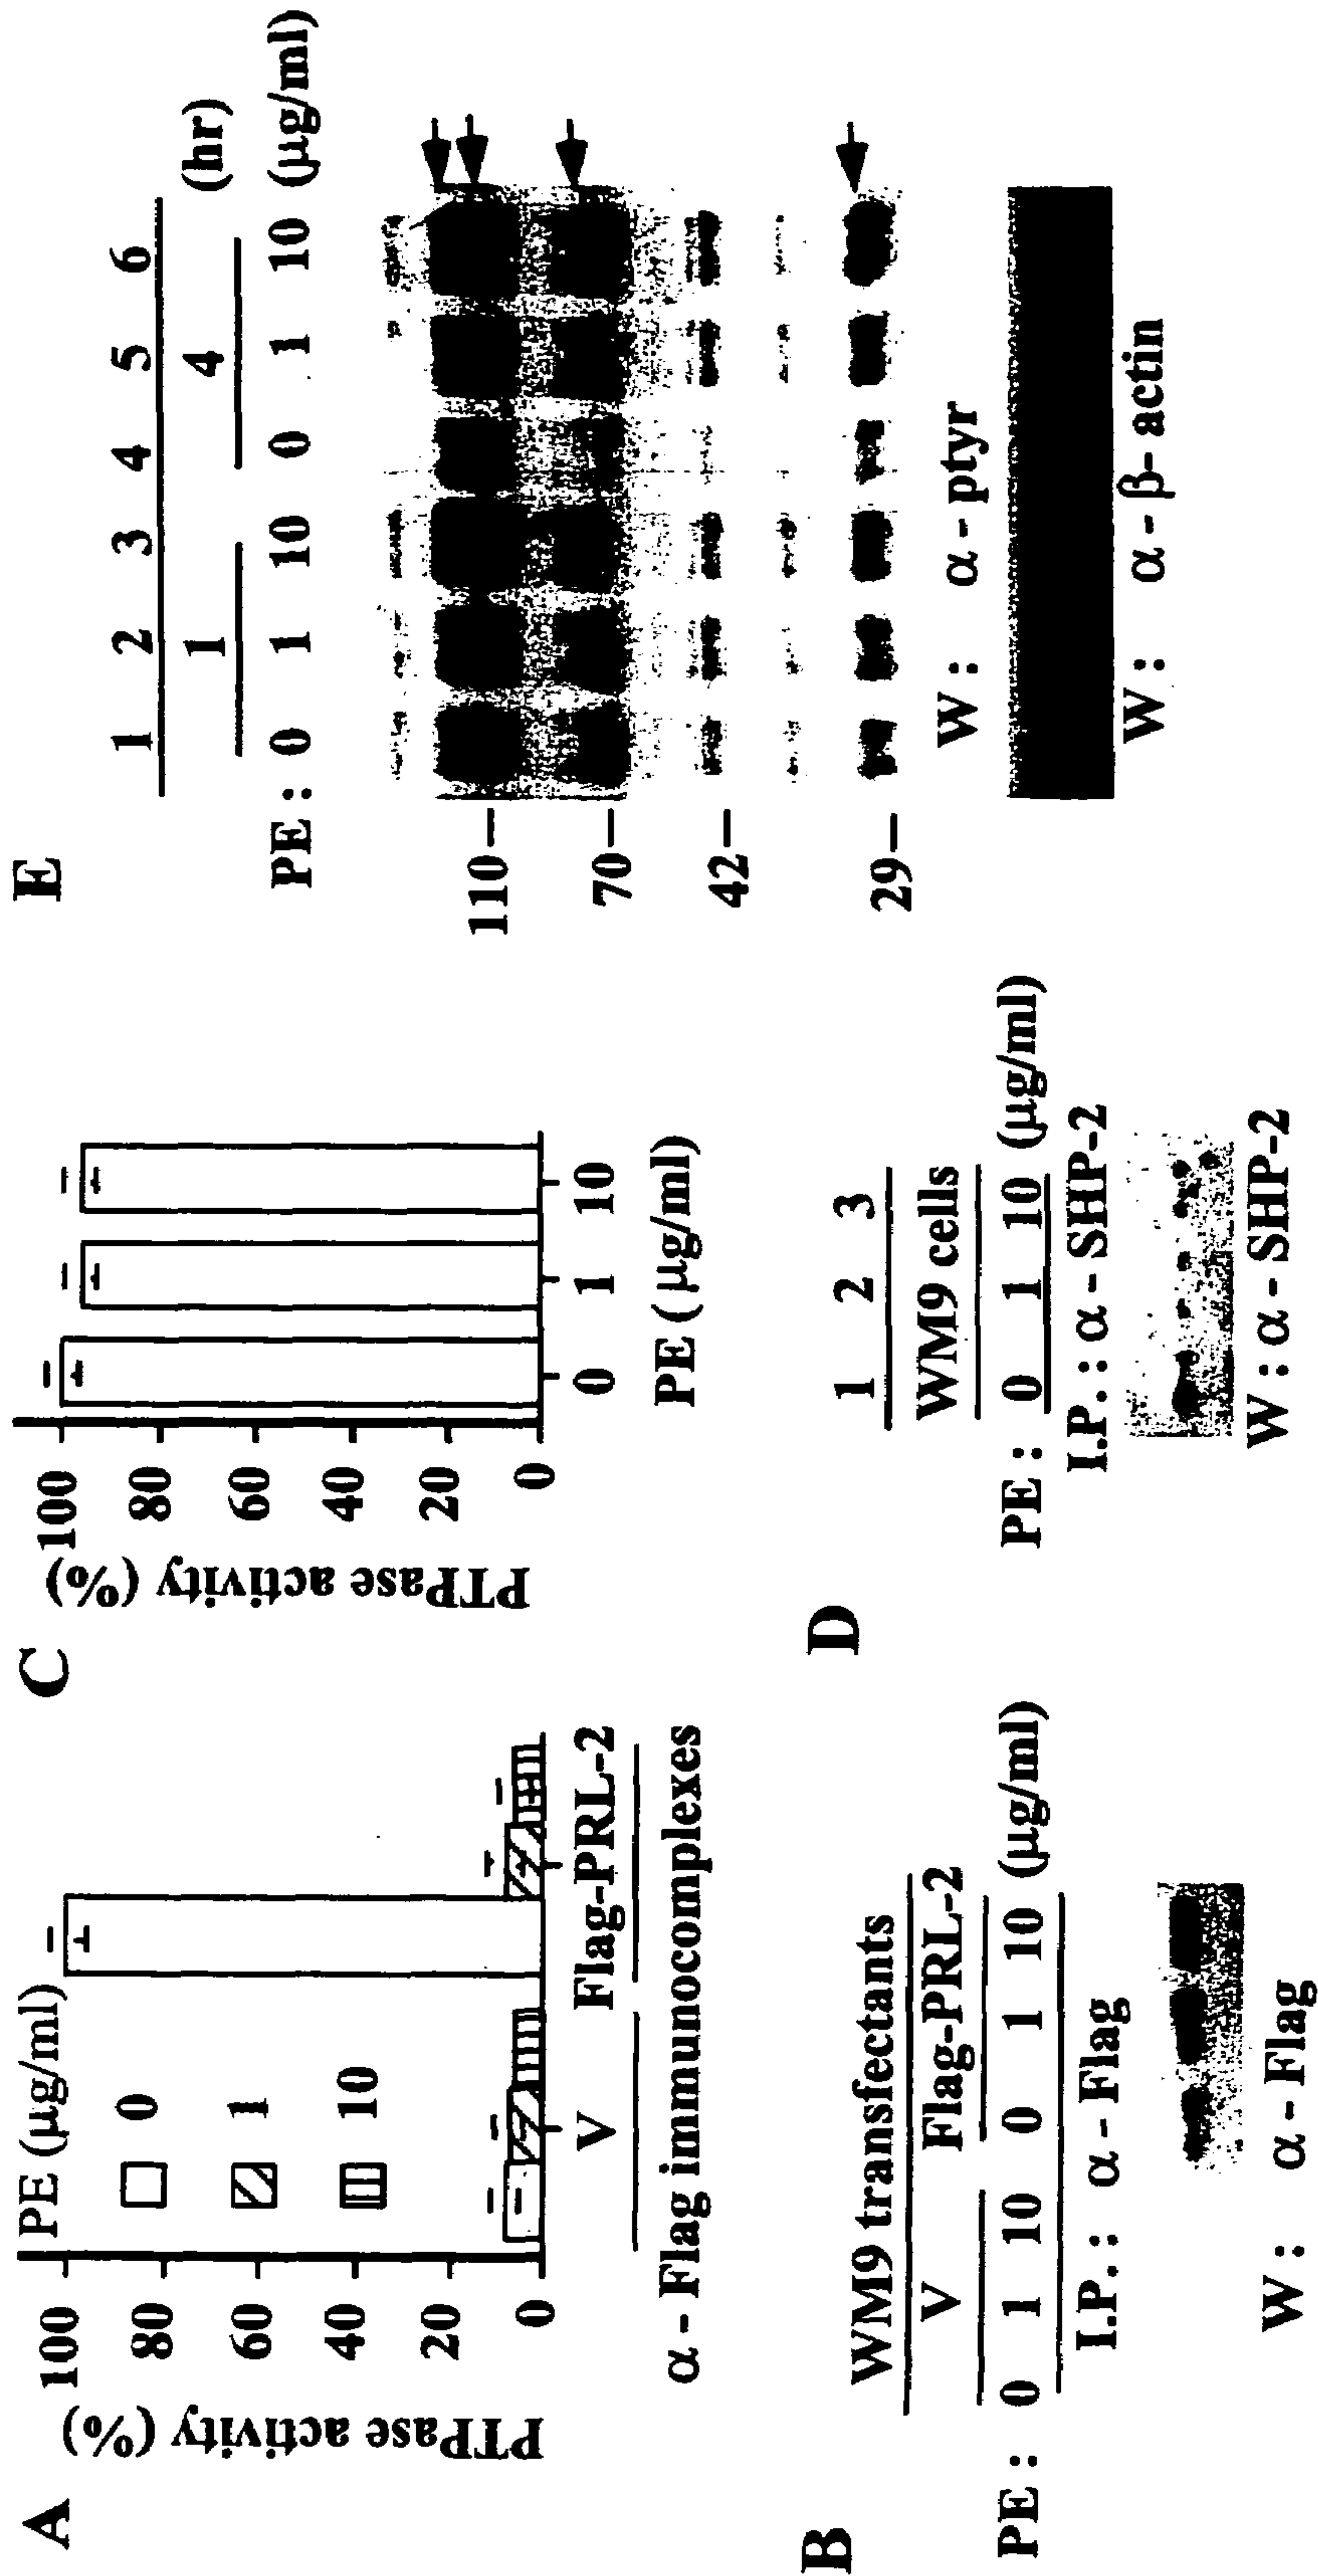 A
PTPase activity (%)
100
80
60
40
20
0
PE (μg/ml)
0
1
10
V Flag-PRL-2
α - Flag immunocomplexes
B
WM9 transfectants
V Flag-PRL-2
PE : 0 1 10 0 1 10 (μg/ml)
I.P. : α - Flag
W : α - Flag
C
PTPase activity (%)
100
80
60
40
20
0
0 1 10
PE (μg/ml)
D
1 2 3
WM9 cells
PE : 0 1 10 (μg/ml)
I.P. : α - SHP-2
W : α - SHP-2
E
1 2 3 4 5 6
1 4 (hr)
PE : 0 1 10 0 1 10 (μg/ml)
110–
70–
42–
29–
W : α - ptyr
W : α - β- actin